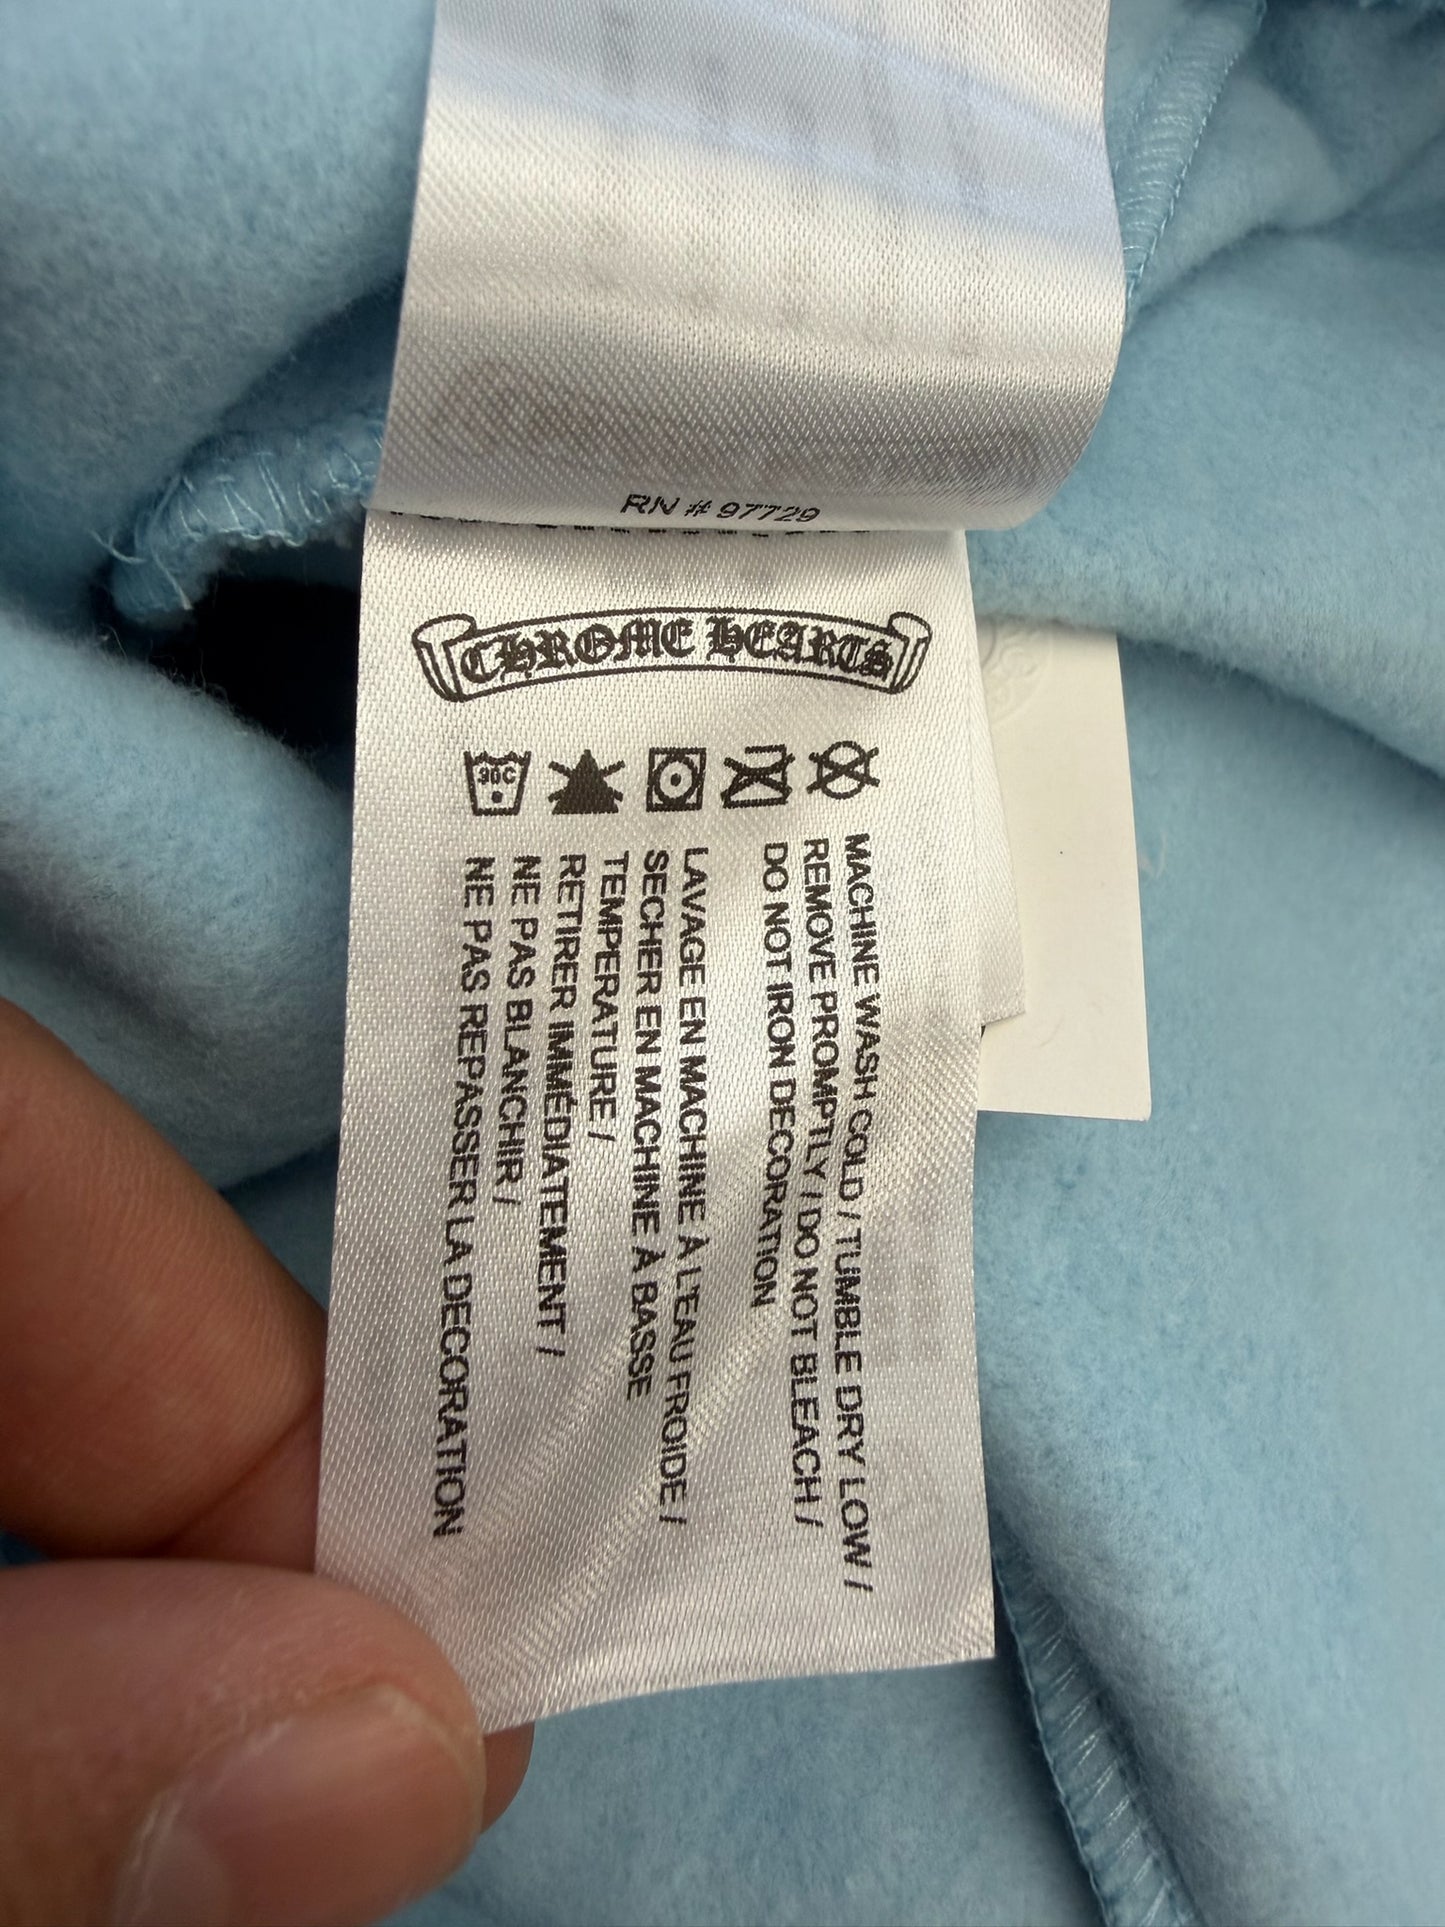 RN # 97729
CHROME HEARTS
30C
MACHINE WASH COLD / TUMBLE DRY LOW /
REMOVE PROMPTLY / DO NOT BLEACH /
DO NOT IRON DECORATION
LAVAGE EN MACHINE À L'EAU FROIDE /
SECHER EN MACHINE À BASSE
TEMPERATURE /
RETIRER IMMÉDIATEMENT /
NE PAS BLANCHIR /
NE PAS REPASSER LA DECORATION